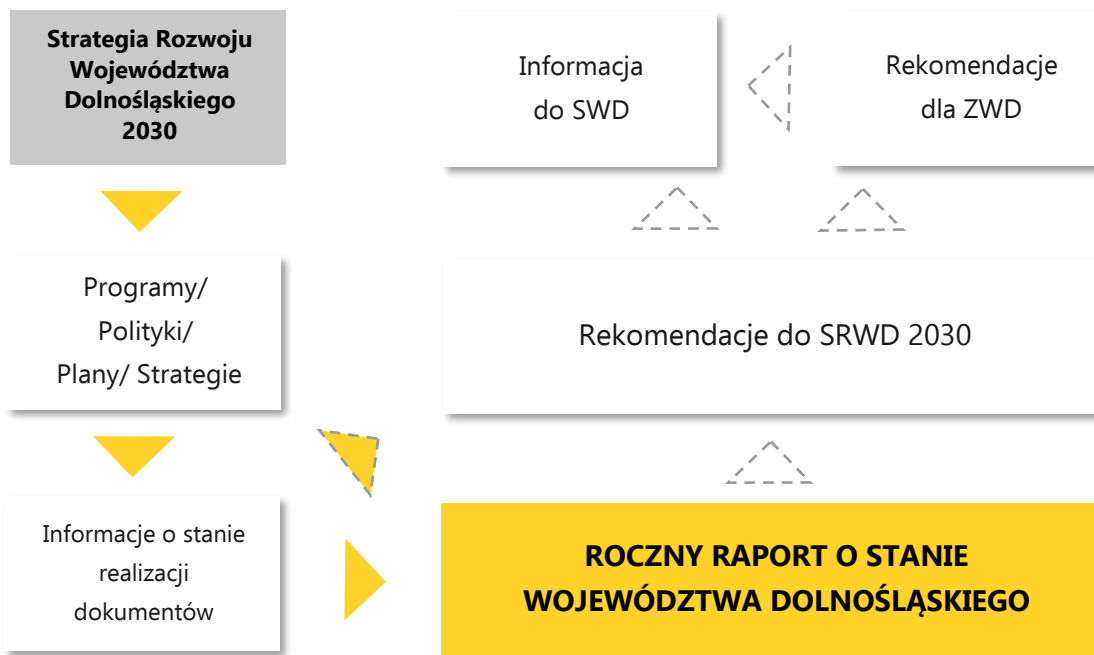 Strategia Rozwoju
Województwa
Dolnośląskiego
2030
Informacja
do SWD
Rekomendacje
dla ZWD
Programy/
Polityki/
Plany/ Strategie
Rekomendacje do SRWD 2030
Informacje o stanie
realizacji
dokumentów
ROCZNY RAPORT O STANIE
WOJEWÓDZTWA DOLNOŚLĄSKIEGO